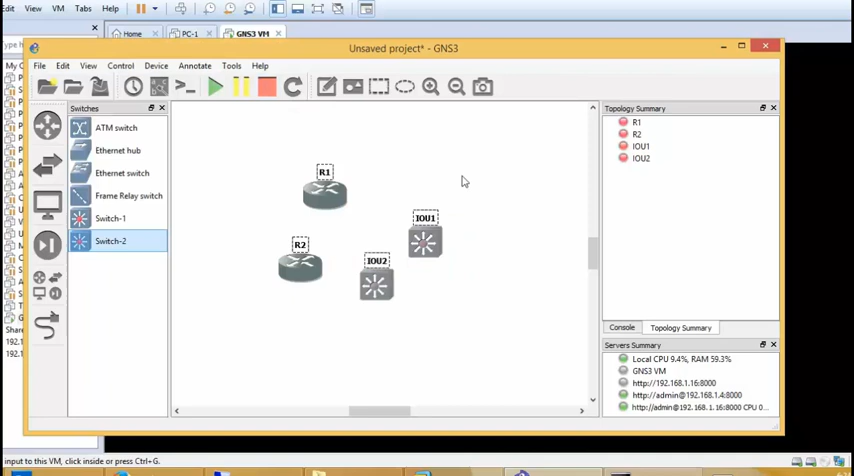 Edit View VM Tabs Help
Home PC-1 GNS3 VM
Unsaved project* - GNS3
File Edit View Control Device Annotate Tools Help
Switches
ATM switch
Ethernet hub
Ethernet switch
Frame Relay switch
Switch-1
Switch-2
R1
IOU1
R2
IOU2
Topology Summary
R1
R2
IOU1
IOU2
Console Topology Summary
Servers Summary
Local CPU 9.4%, RAM 59.3%
GNS3 VM
http://192.168.1.16:8000
http://admin@192.168.1.4:8000
http://admin@192.168.1.16:8000 CPU 0...
input to this VM, click inside or press Ctrl+G.